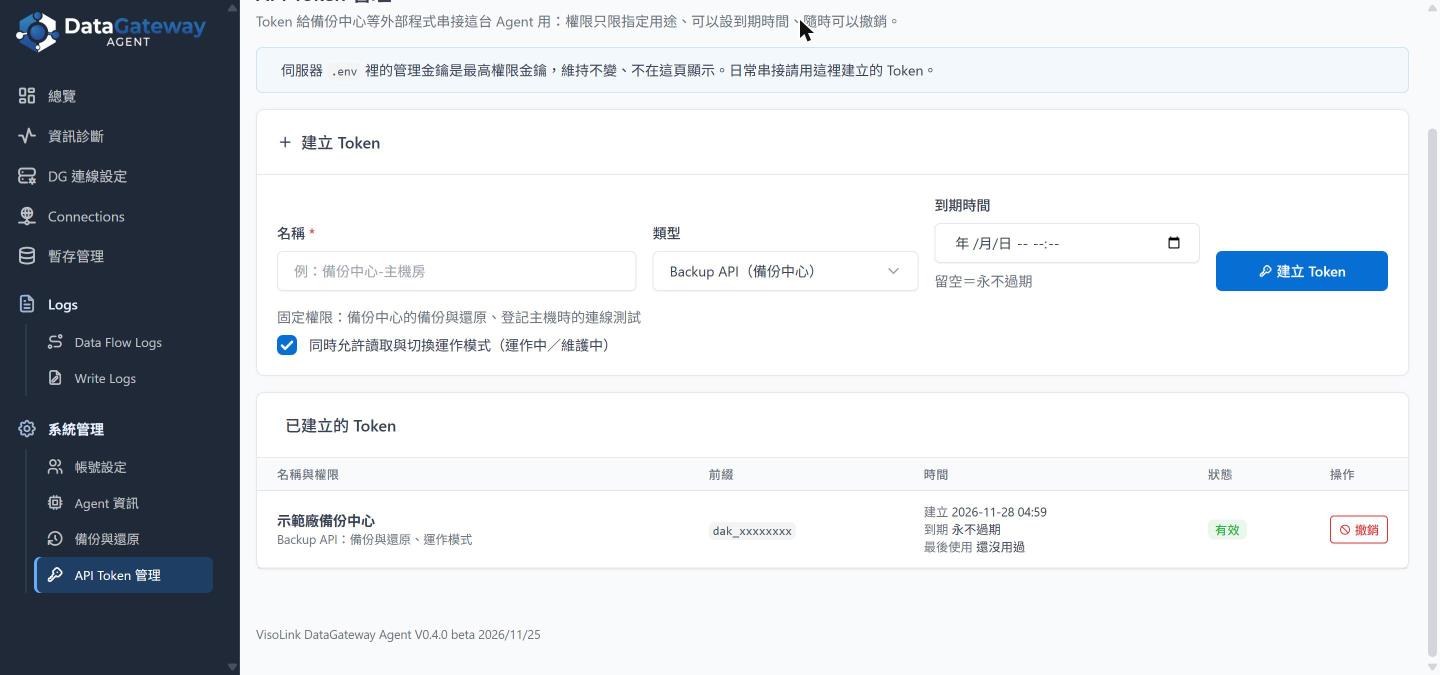 DataGateway
AGENT
總覽
資訊診斷
DG 連線設定
Connections
暫存管理
Logs
Data Flow Logs
Write Logs
系統管理
帳號設定
Agent 資訊
備份與還原
API Token 管理
API Token 管理
Token 給備份中心等外部程式串接這台 Agent 用：權限只限指定用途、可以設到期時間、隨時可以撤銷。
伺服器 .env 裡的管理金鑰是最高權限金鑰，維持不變、不在這頁顯示。日常串接請用這裡建立的 Token。
+ 建立 Token
名稱 *
例：備份中心-主機房
類型
Backup API（備份中心）
到期時間
年 /月/日 -- --:--
留空＝永不過期
建立 Token
固定權限：備份中心的備份與還原、登記主機時的連線測試
同時允許讀取與切換運作模式（運作中／維護中）
已建立的 Token
名稱與權限 前綴 時間 狀態 操作
示範廠備份中心
Backup API：備份與還原、運作模式
dak_xxxxxxxx
建立 2026-11-28 04:59
到期 永不過期
最後使用 還沒用過
有效
撤銷
VisoLink DataGateway Agent V0.4.0 beta 2026/11/25